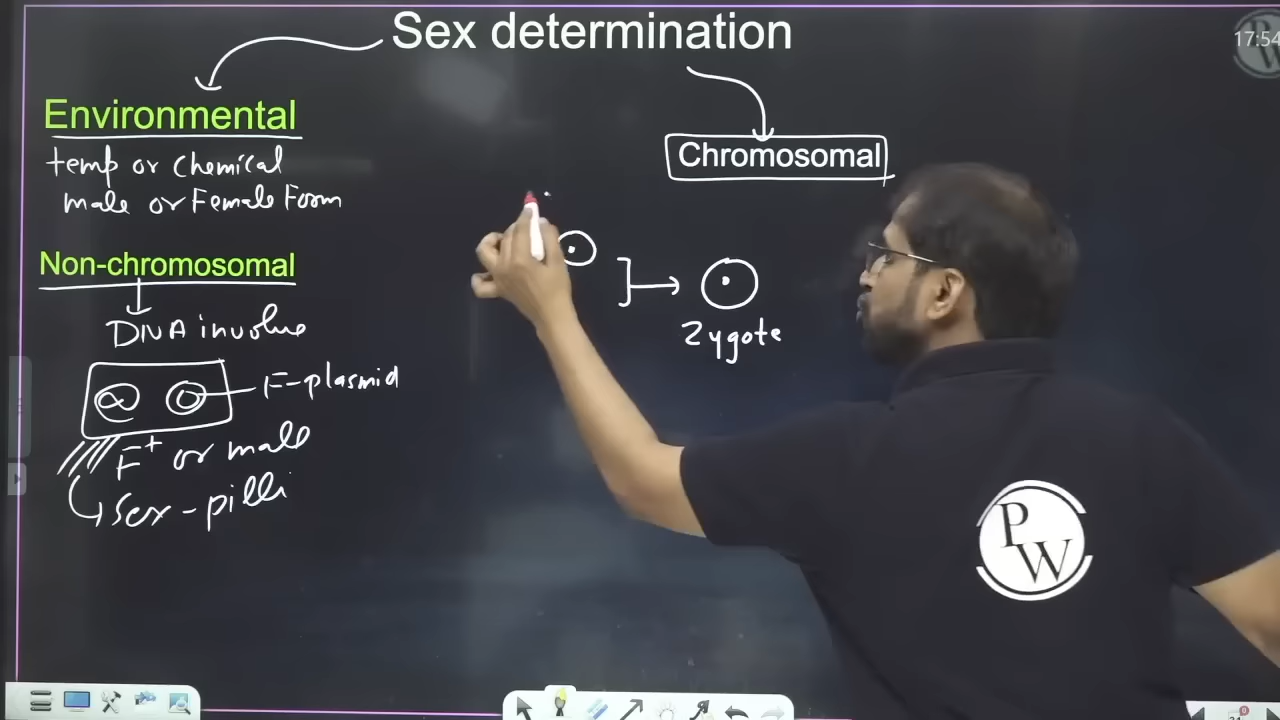 Sex determination
17:54
Environmental
temp or chemical
male or Female Form
Chromosomal
Non-chromosomal
DNA involve
F-plasmid
F+ or male
Sex-pilli
Zygote
PW